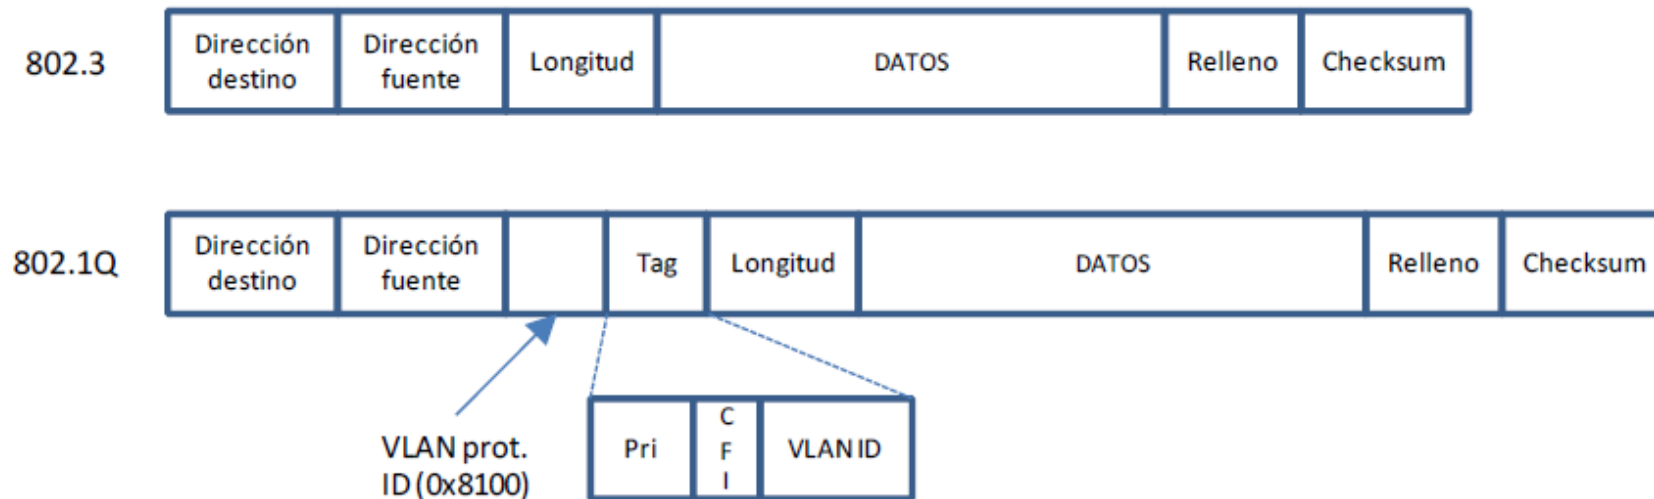 802.3
Dirección
destino
Dirección
fuente
Longitud
DATOS
Relleno
Checksum
802.1Q
Dirección
destino
Dirección
fuente
Tag
Longitud
DATOS
Relleno
Checksum
VLAN prot.
ID (0x8100)
Pri
C
F
I
VLAN ID